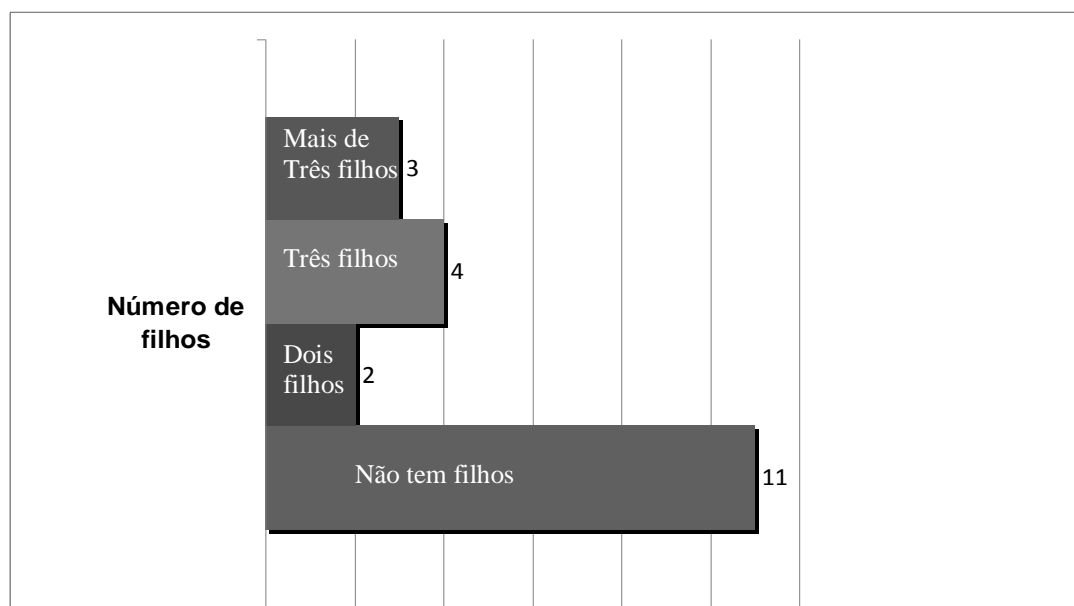 Mais de
Três filhos
3
Três filhos
4
Número de
filhos
Dois
filhos
2
Não tem filhos
11